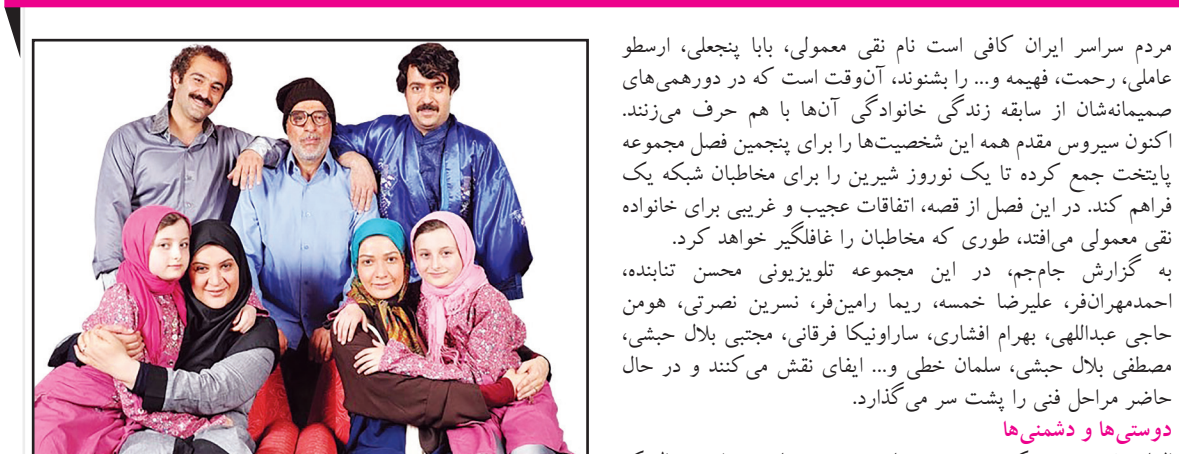 مردم سراسر ایران کافی است نام نقی معمولی، بابا پنجعلی، ارسطو
عاملی، رحمت، فهیمه و... را بشنوند، آن‌وقت است که در دورهمی‌های
صمیمانه‌شان از سابقه زندگی خانوادگی آن‌ها با هم حرف می‌زنند.
اکنون سیروس مقدم همه این شخصیت‌ها را برای پنجمین فصل مجموعه
پایتخت جمع کرده تا یک نوروز شیرین را برای مخاطبان شبکه یک
فراهم کند. در این فصل از قصه، اتفاقات عجیب و غریبی برای خانواده
نقی معمولی می‌افتد، طوری که مخاطبان را غافلگیر خواهد کرد.
به گزارش جام‌جم، در این مجموعه تلویزیونی محسن تنابنده،
احمدمهران‌فر، علیرضا خمسه، ریما رامین‌فر، نسرین نصرتی، هومن
حاجی عبداللهی، بهرام افشاری، ساراونیکا فرقانی، مجتبی بلال حبشی،
مصطفی بلال حبشی، سلمان خطی و... ایفای نقش می‌کنند و در حال
حاضر مراحل فنی را پشت سر می‌گذارد.
دوستی‌ها و دشمنی‌ها